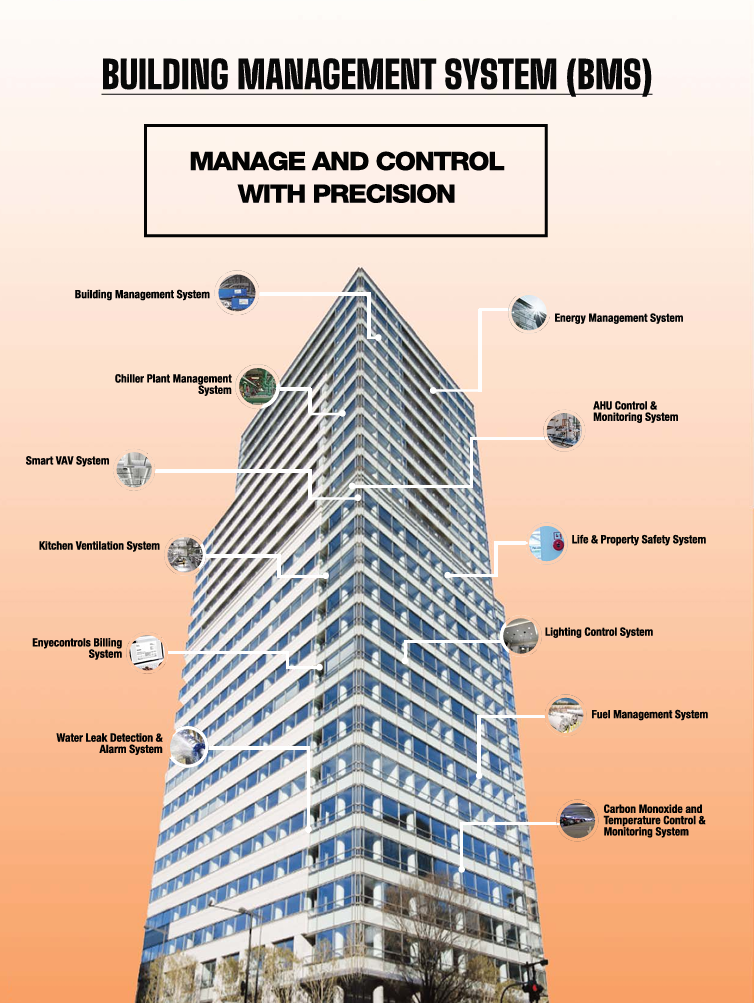 BUILDING MANAGEMENT SYSTEM (BMS)
MANAGE AND CONTROL
WITH PRECISION
Building Management System
Energy Management System
Chiller Plant Management
System
AHU Control &
Monitoring System
Smart VAV System
Kitchen Ventilation System
Life & Property Safety System
Enyecontrols Billing
System
Lighting Control System
Water Leak Detection &
Alarm System
Fuel Management System
Carbon Monoxide and
Temperature Control &
Monitoring System